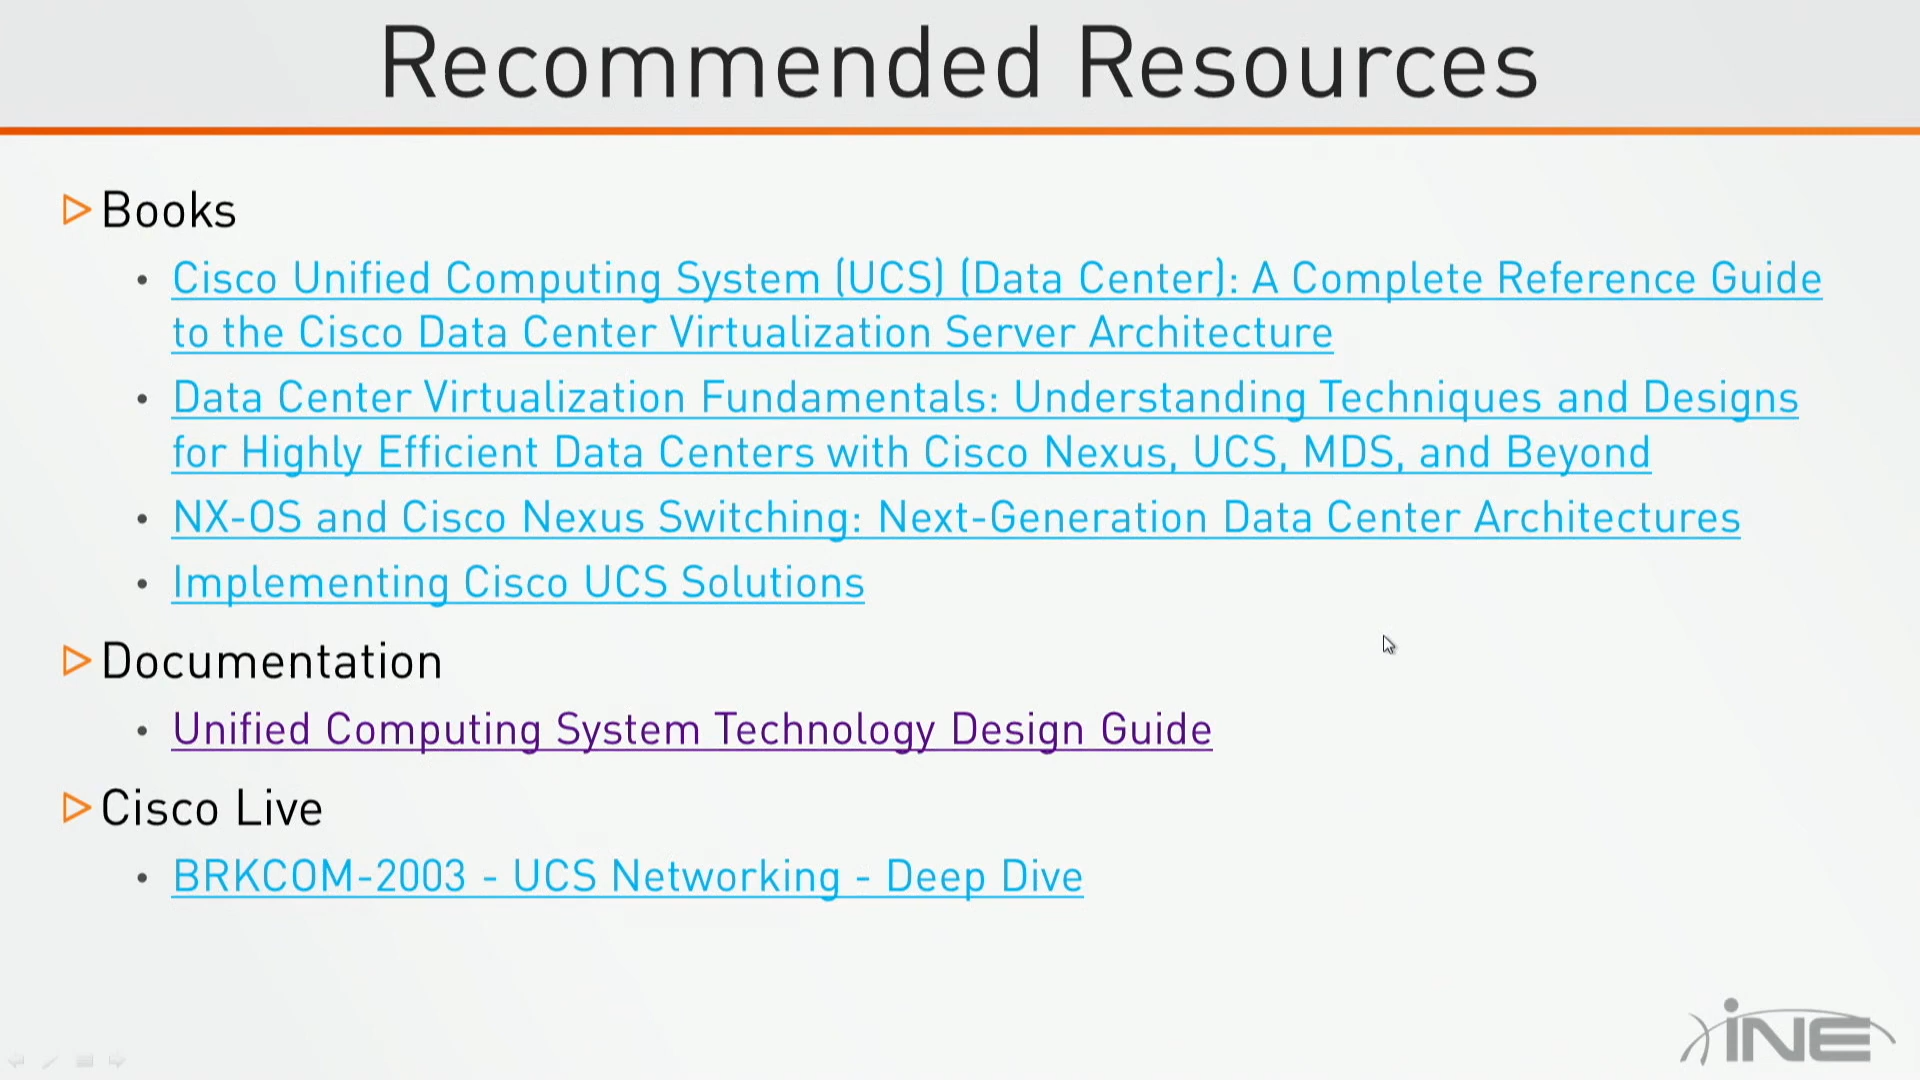 Recommended Resources
Books
• Cisco Unified Computing System (UCS) (Data Center): A Complete Reference Guide
to the Cisco Data Center Virtualization Server Architecture
• Data Center Virtualization Fundamentals: Understanding Techniques and Designs
for Highly Efficient Data Centers with Cisco Nexus, UCS, MDS, and Beyond
• NX-OS and Cisco Nexus Switching: Next-Generation Data Center Architectures
• Implementing Cisco UCS Solutions
Documentation
• Unified Computing System Technology Design Guide
Cisco Live
• BRKCOM-2003 - UCS Networking - Deep Dive
iNE